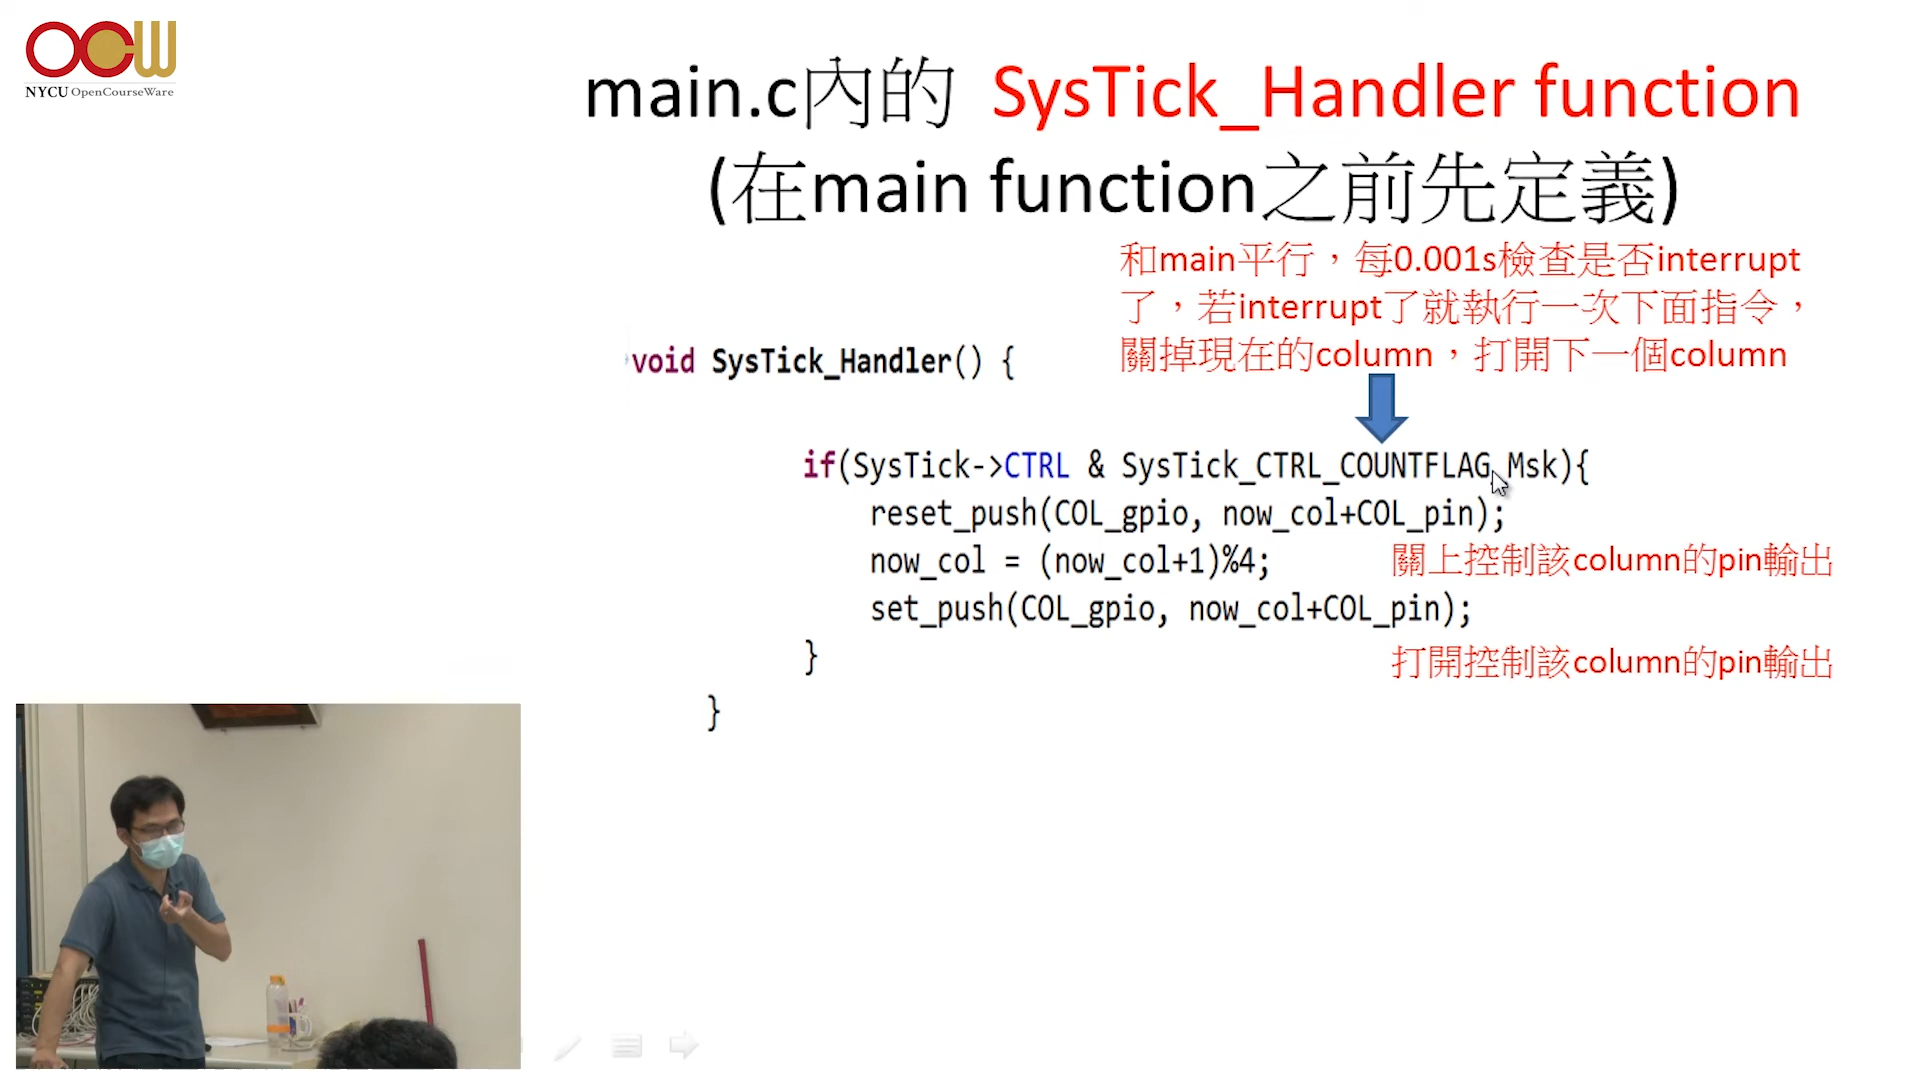 OCW
NYCU OpenCourseWare
main.c內的 SysTick_Handler function
(在main function之前先定義)
和main平行，每0.001s檢查是否interrupt
了，若interrupt了就執行一次下面指令，
關掉現在的column，打開下一個column
void SysTick_Handler() {
if(SysTick->CTRL & SysTick_CTRL_COUNTFLAG_Msk){
reset_push(COL_gpio, now_col+COL_pin);
now_col = (now_col+1)%4;
關上控制該column的pin輸出
set_push(COL_gpio, now_col+COL_pin);
}
打開控制該column的pin輸出
}